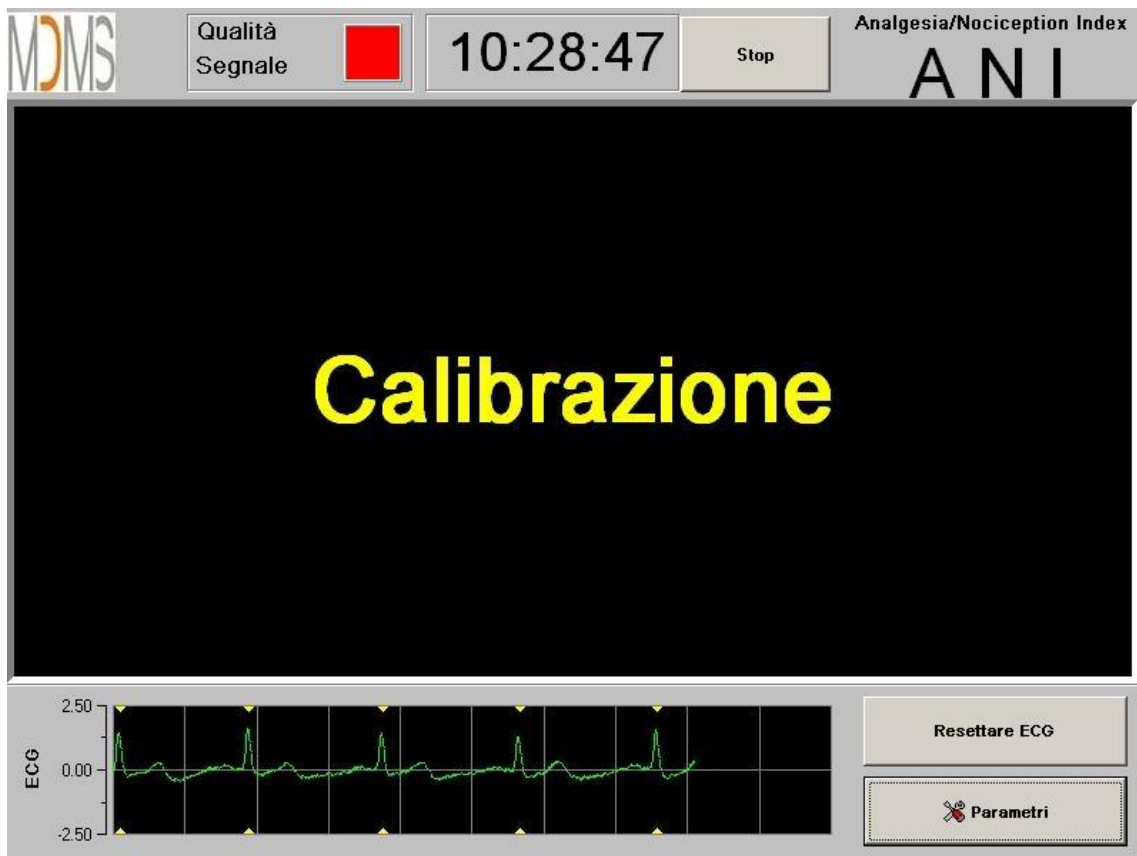 MDMS
Qualità
Segnale
10:28:47
Stop
Analgesia/Nociception Index
ANI
Calibrazione
ECG
2.50
0.00
-2.50
Resettare ECG
Parametri